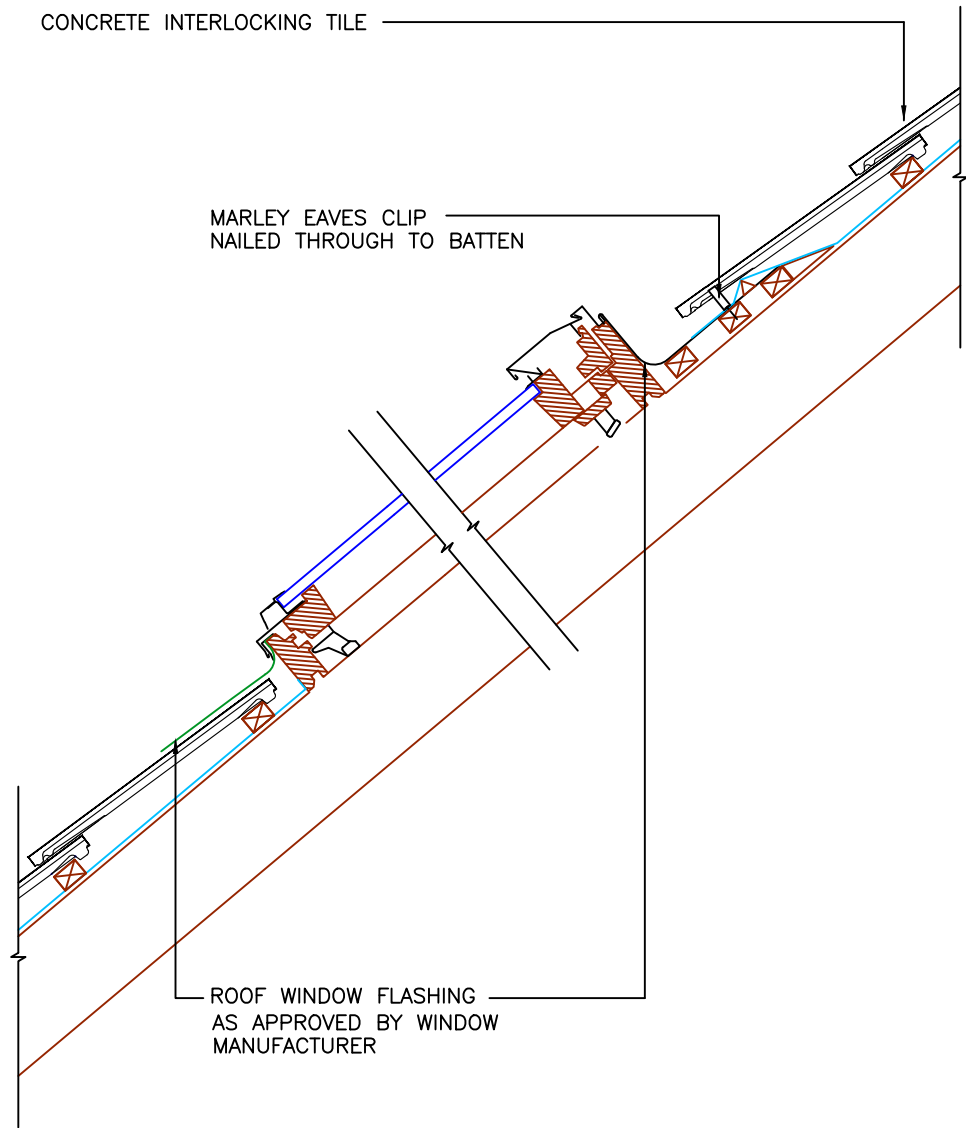 CONCRETE INTERLOCKING TILE
MARLEY EAVES CLIP
NAILED THROUGH TO BATTEN
ROOF WINDOW FLASHING
AS APPROVED BY WINDOW
MANUFACTURER